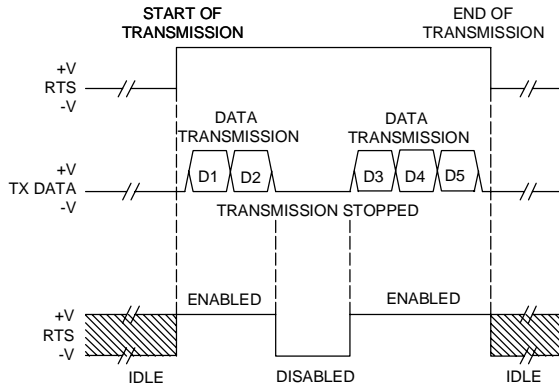 START OF
TRANSMISSION
END OF
TRANSMISSION
+V
RTS
-V
DATA
TRANSMISSION
DATA
TRANSMISSION
+V
TX DATA
-V
D1
D2
D3
D4
D5
TRANSMISSION STOPPED
ENABLED
ENABLED
+V
RTS
-V
IDLE
DISABLED
IDLE